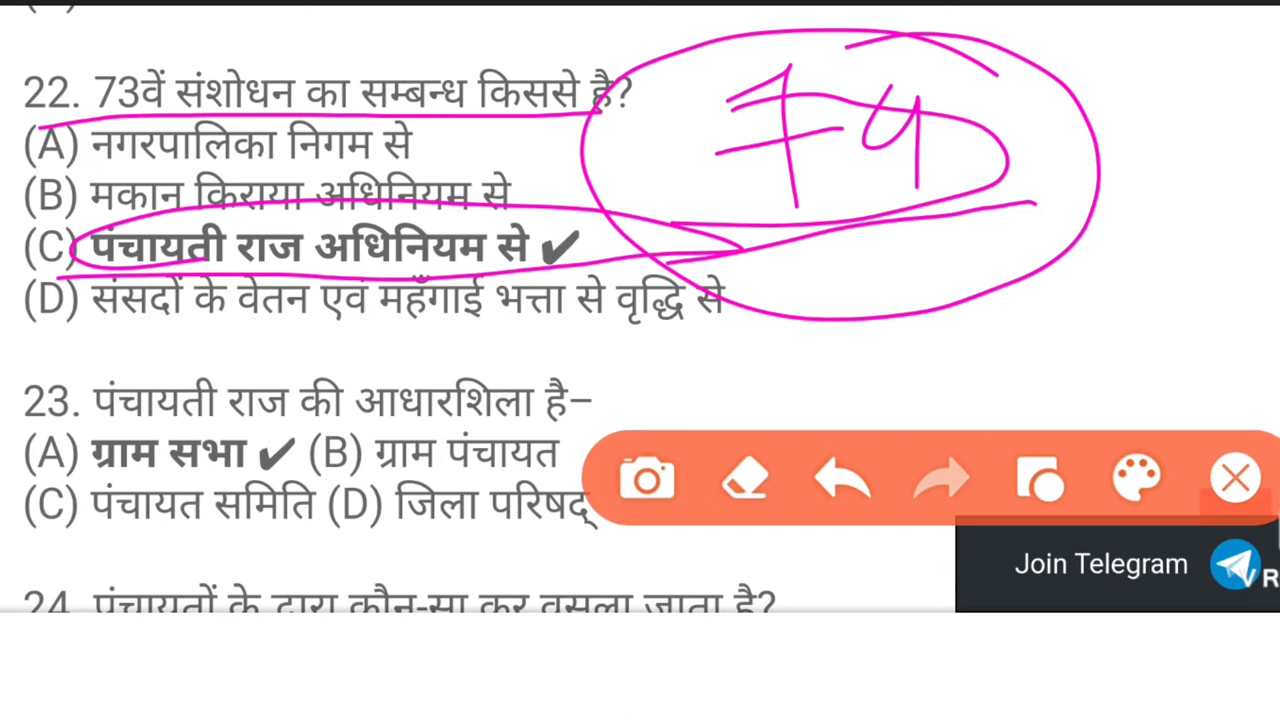 22. 73वें संशोधन का सम्बन्ध किससे है?
(A) नगरपालिका निगम से
(B) मकान किराया अधिनियम से
(C) पंचायती राज अधिनियम से ✔
(D) संसदों के वेतन एवं महँगाई भत्ता से वृद्धि से
23. पंचायती राज की आधारशिला है–
(A) ग्राम सभा ✔ (B) ग्राम पंचायत
(C) पंचायत समिति (D) जिला परिषद्
Join Telegram
24. पंचायतों के द्वारा कौन-सा कर वसूला जाता है?